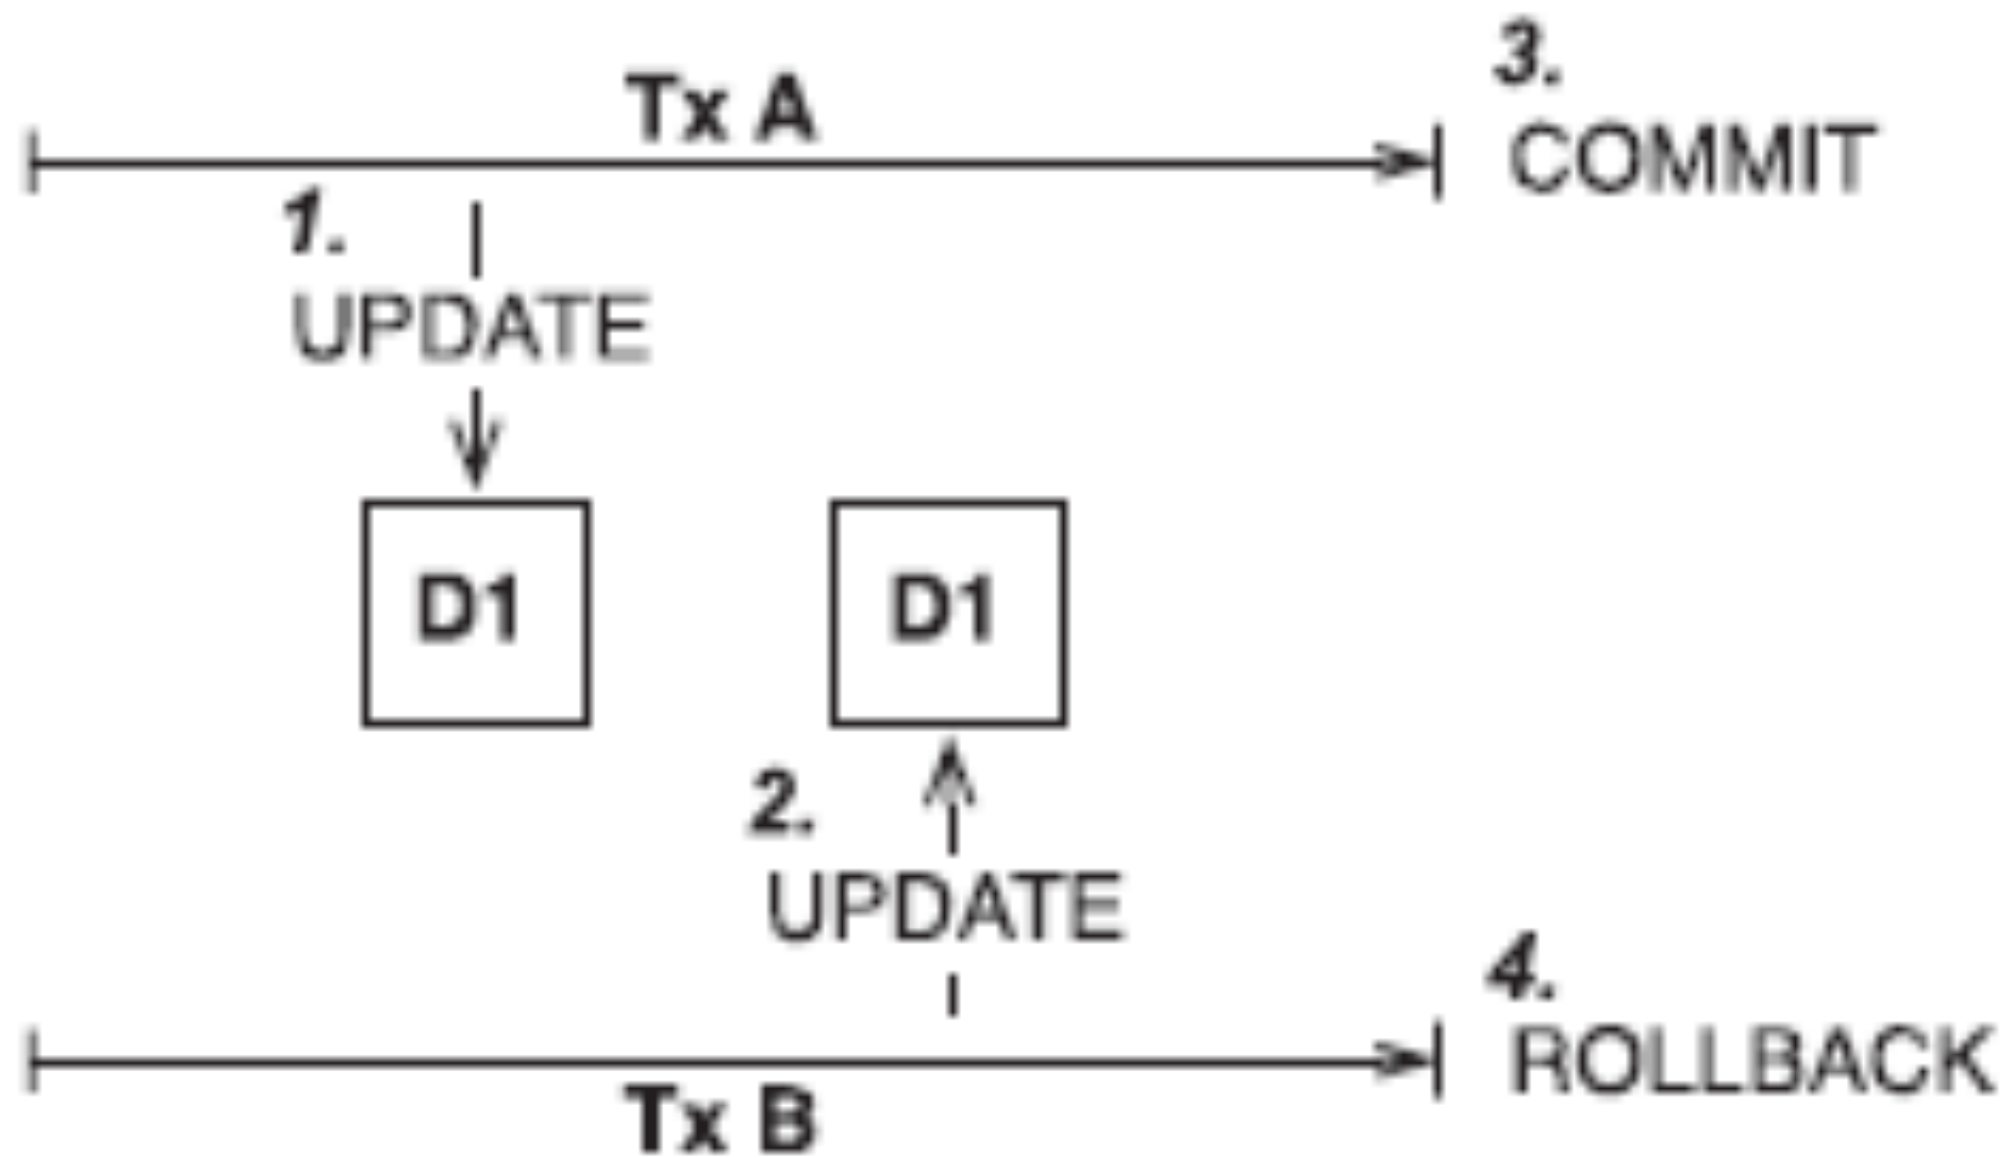 3.
Tx A
COMMIT
1.
UPDATE
D1
D1
2.
UPDATE
4.
ROLLBACK
Tx B